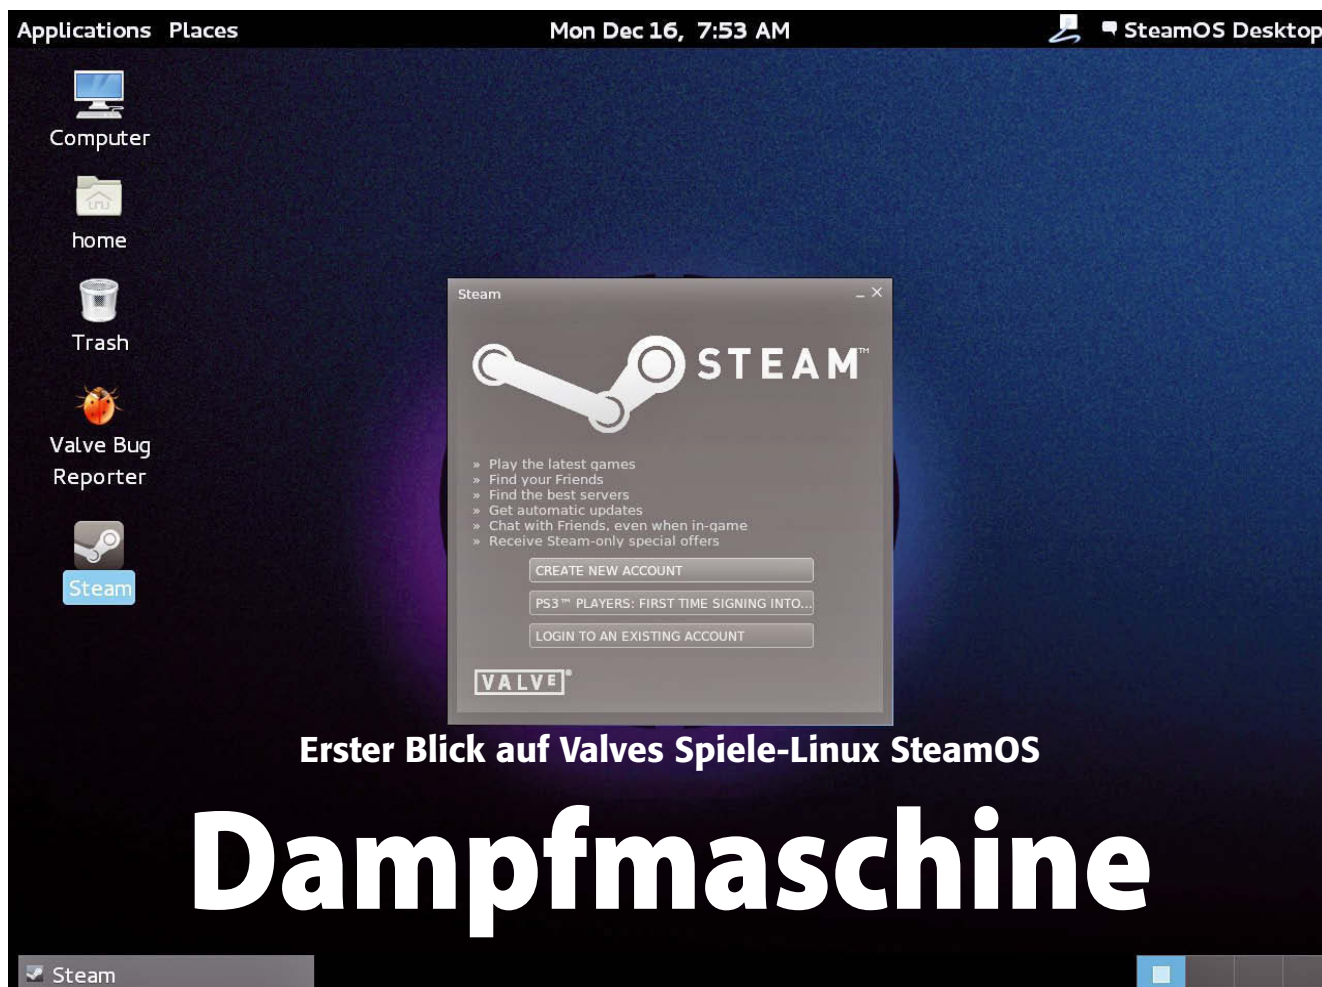 Applications Places Mon Dec 16, 7:53 AM SteamOS Desktop
Computer
home
Trash
Valve Bug
Reporter
Steam
Steam
STEAM™
» Play the latest games
» Find your Friends
» Find the best servers
» Get automatic updates
» Chat with Friends, even when in-game
» Receive Steam-only special offers
CREATE NEW ACCOUNT
PS3™ PLAYERS: FIRST TIME SIGNING INTO...
LOGIN TO AN EXISTING ACCOUNT
VALVE®
Erster Blick auf Valves Spiele-Linux SteamOS
Dampfmaschine
Steam